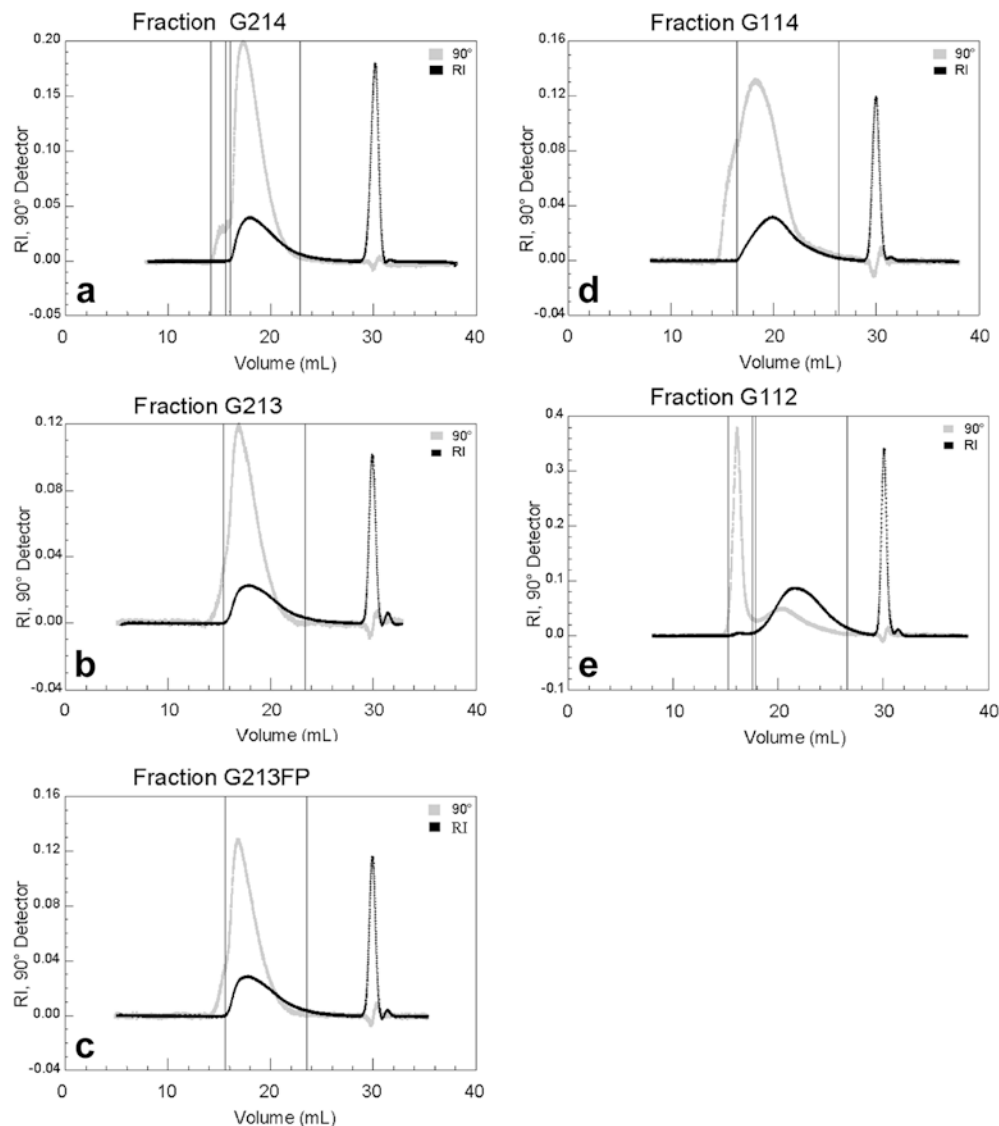 Fraction G214
90°
RI
0.20
0.15
0.10
0.05
0.00
-0.05
RI, 90° Detector
a
0 10 20 30 40
Volume (mL)
Fraction G114
90°
RI
0.16
0.12
0.08
0.04
0.00
-0.04
RI, 90° Detector
d
0 10 20 30 40
Volume (mL)
Fraction G213
90°
RI
0.12
0.08
0.04
0.00
-0.04
RI, 90° Detector
b
0 10 20 30 40
Volume (mL)
Fraction G112
90°
RI
0.4
0.3
0.2
0.1
0.0
-0.1
RI, 90° Detector
e
0 10 20 30 40
Volume (mL)
Fraction G213FP
90°
RI
0.16
0.12
0.08
0.04
0.00
-0.04
RI, 90° Detector
c
0 10 20 30 40
Volume (mL)